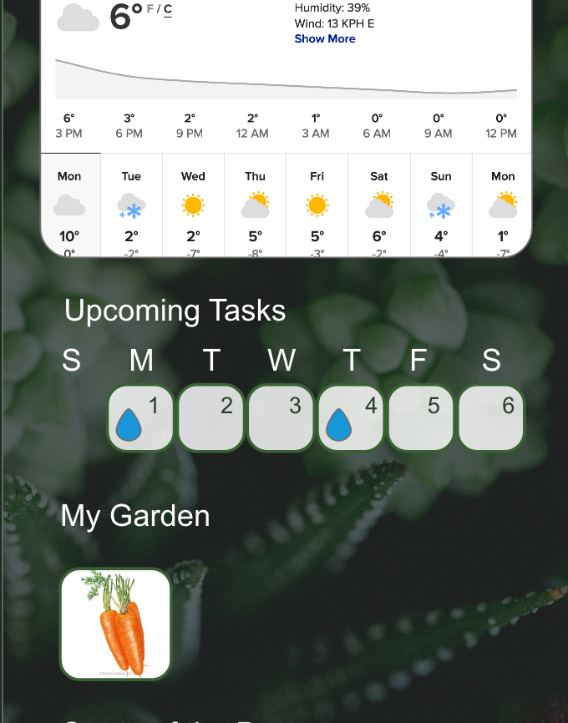 6° F / C
Humidity: 39%
Wind: 13 KPH E
Show More
6° 3° 2° 2° 1° 0° 0° 0°
3 PM 6 PM 9 PM 12 AM 3 AM 6 AM 9 AM 12 PM
Mon Tue Wed Thu Fri Sat Sun Mon
10° 2° 2° 5° 5° 6° 4° 1°
0° -2° -7° -8° -3° -2° -4° -7°
Upcoming Tasks
S M T W T F S
1 2 3 4 5 6
My Garden